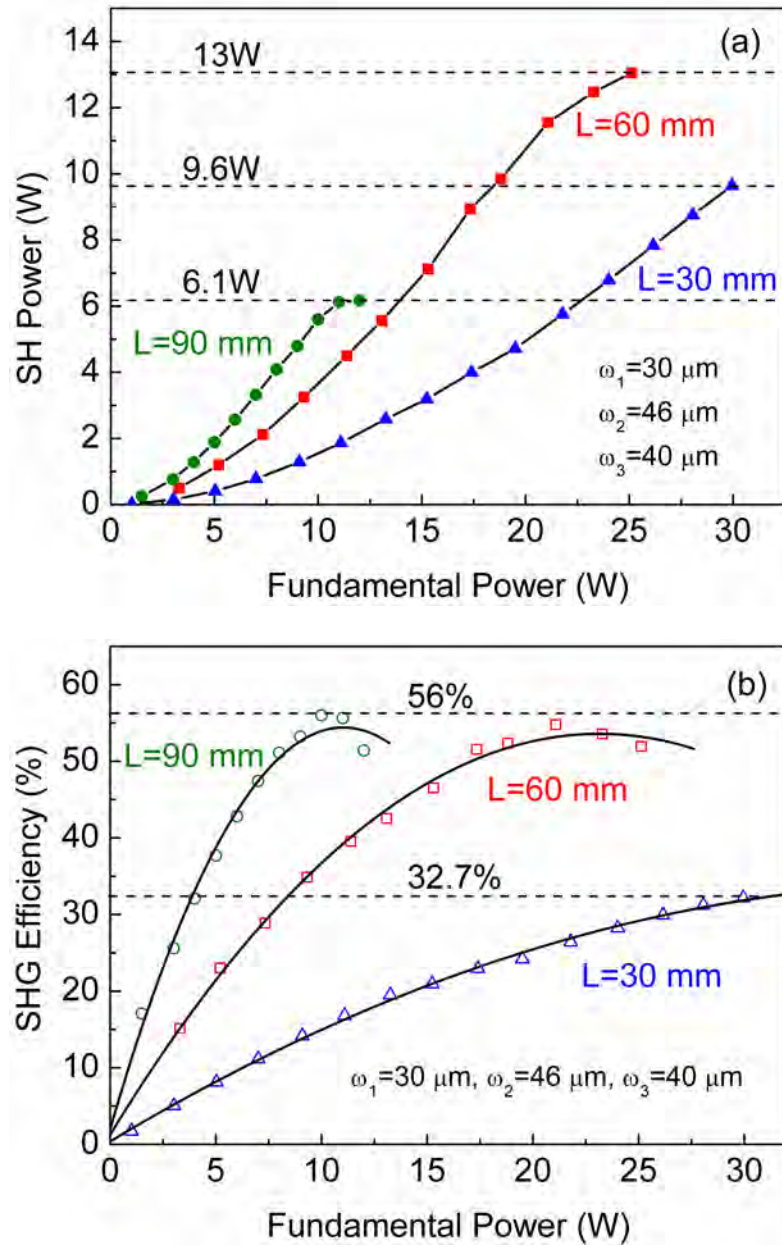 (a)
14
12
10
8
6
4
2
0
SH Power (W)
13W
9.6W
6.1W
L=60 mm
L=30 mm
L=90 mm
ω₁=30 μm
ω₂=46 μm
ω₃=40 μm
0 5 10 15 20 25 30
Fundamental Power (W)
(b)
60
50
40
30
20
10
0
SHG Efficiency (%)
56%
L=90 mm
L=60 mm
32.7%
L=30 mm
ω₁=30 μm, ω₂=46 μm, ω₃=40 μm
0 5 10 15 20 25 30
Fundamental Power (W)